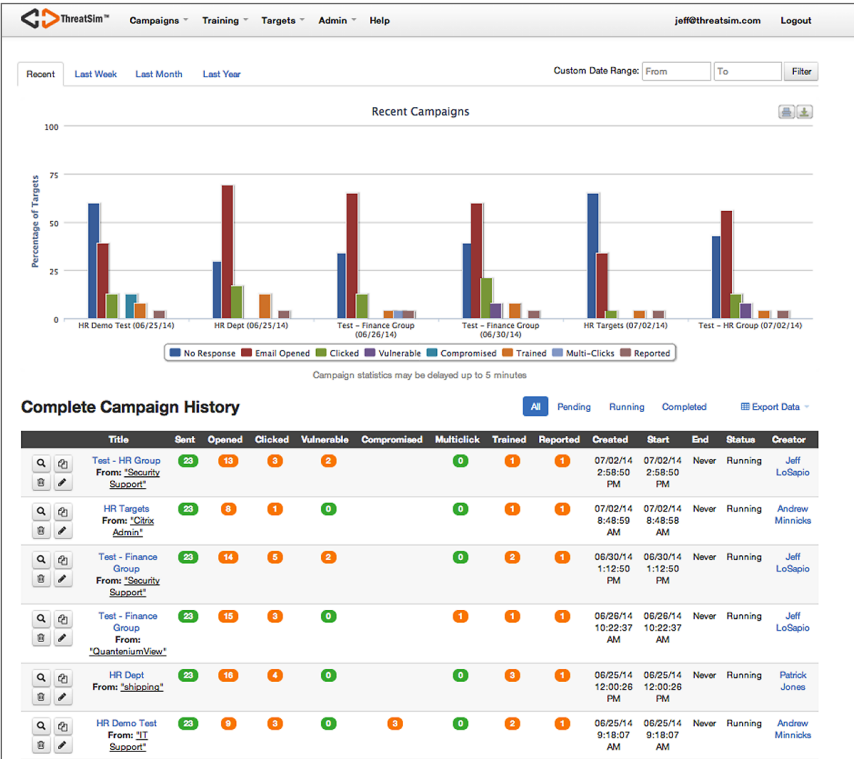 ThreatSim™ Campaigns Training Targets Admin Help jeff@threatsim.com Logout
Recent Last Week Last Month Last Year Custom Date Range: From To Filter
Recent Campaigns
100
75
50
25
0
Percentage of Targets
HR Demo Test (06/25/14) HR Dept (06/25/14) Test - Finance Group (06/26/14) Test - Finance Group (06/30/14) HR Targets (07/02/14) Test - HR Group (07/02/14)
No Response Email Opened Clicked Vulnerable Compromised Trained Multi-Clicks Reported
Campaign statistics may be delayed up to 5 minutes
Complete Campaign History All Pending Running Completed Export Data
Title Sent Opened Clicked Vulnerable Compromised Multiclick Trained Reported Created Start End Status Creator
Test - HR Group 23 13 3 2 0 1 1 07/02/14 07/02/14 Never Running Jeff
From: "Security 2:58:50 2:58:50 LoSapio
Support" PM PM
HR Targets 23 8 1 0 0 1 1 07/02/14 07/02/14 Never Running Andrew
From: "Citrix 8:48:59 8:48:58 Minnicks
Admin" AM AM
Test - Finance 23 14 5 2 0 2 1 06/30/14 06/30/14 Never Running Jeff
Group 1:12:50 1:12:50 LoSapio
From: "Security PM PM
Support"
Test - Finance 23 15 3 0 1 1 1 06/26/14 06/26/14 Never Running Jeff
Group 10:22:37 10:22:37 LoSapio
From: AM AM
"QuanteniumView"
HR Dept 23 16 4 0 0 3 1 06/25/14 06/25/14 Never Running Patrick
From: "shipping" 12:00:26 12:00:26 Jones
PM PM
HR Demo Test 23 9 3 0 3 0 2 1 06/25/14 06/25/14 Never Running Andrew
From: "IT 9:18:07 9:18:07 Minnicks
Support" AM AM